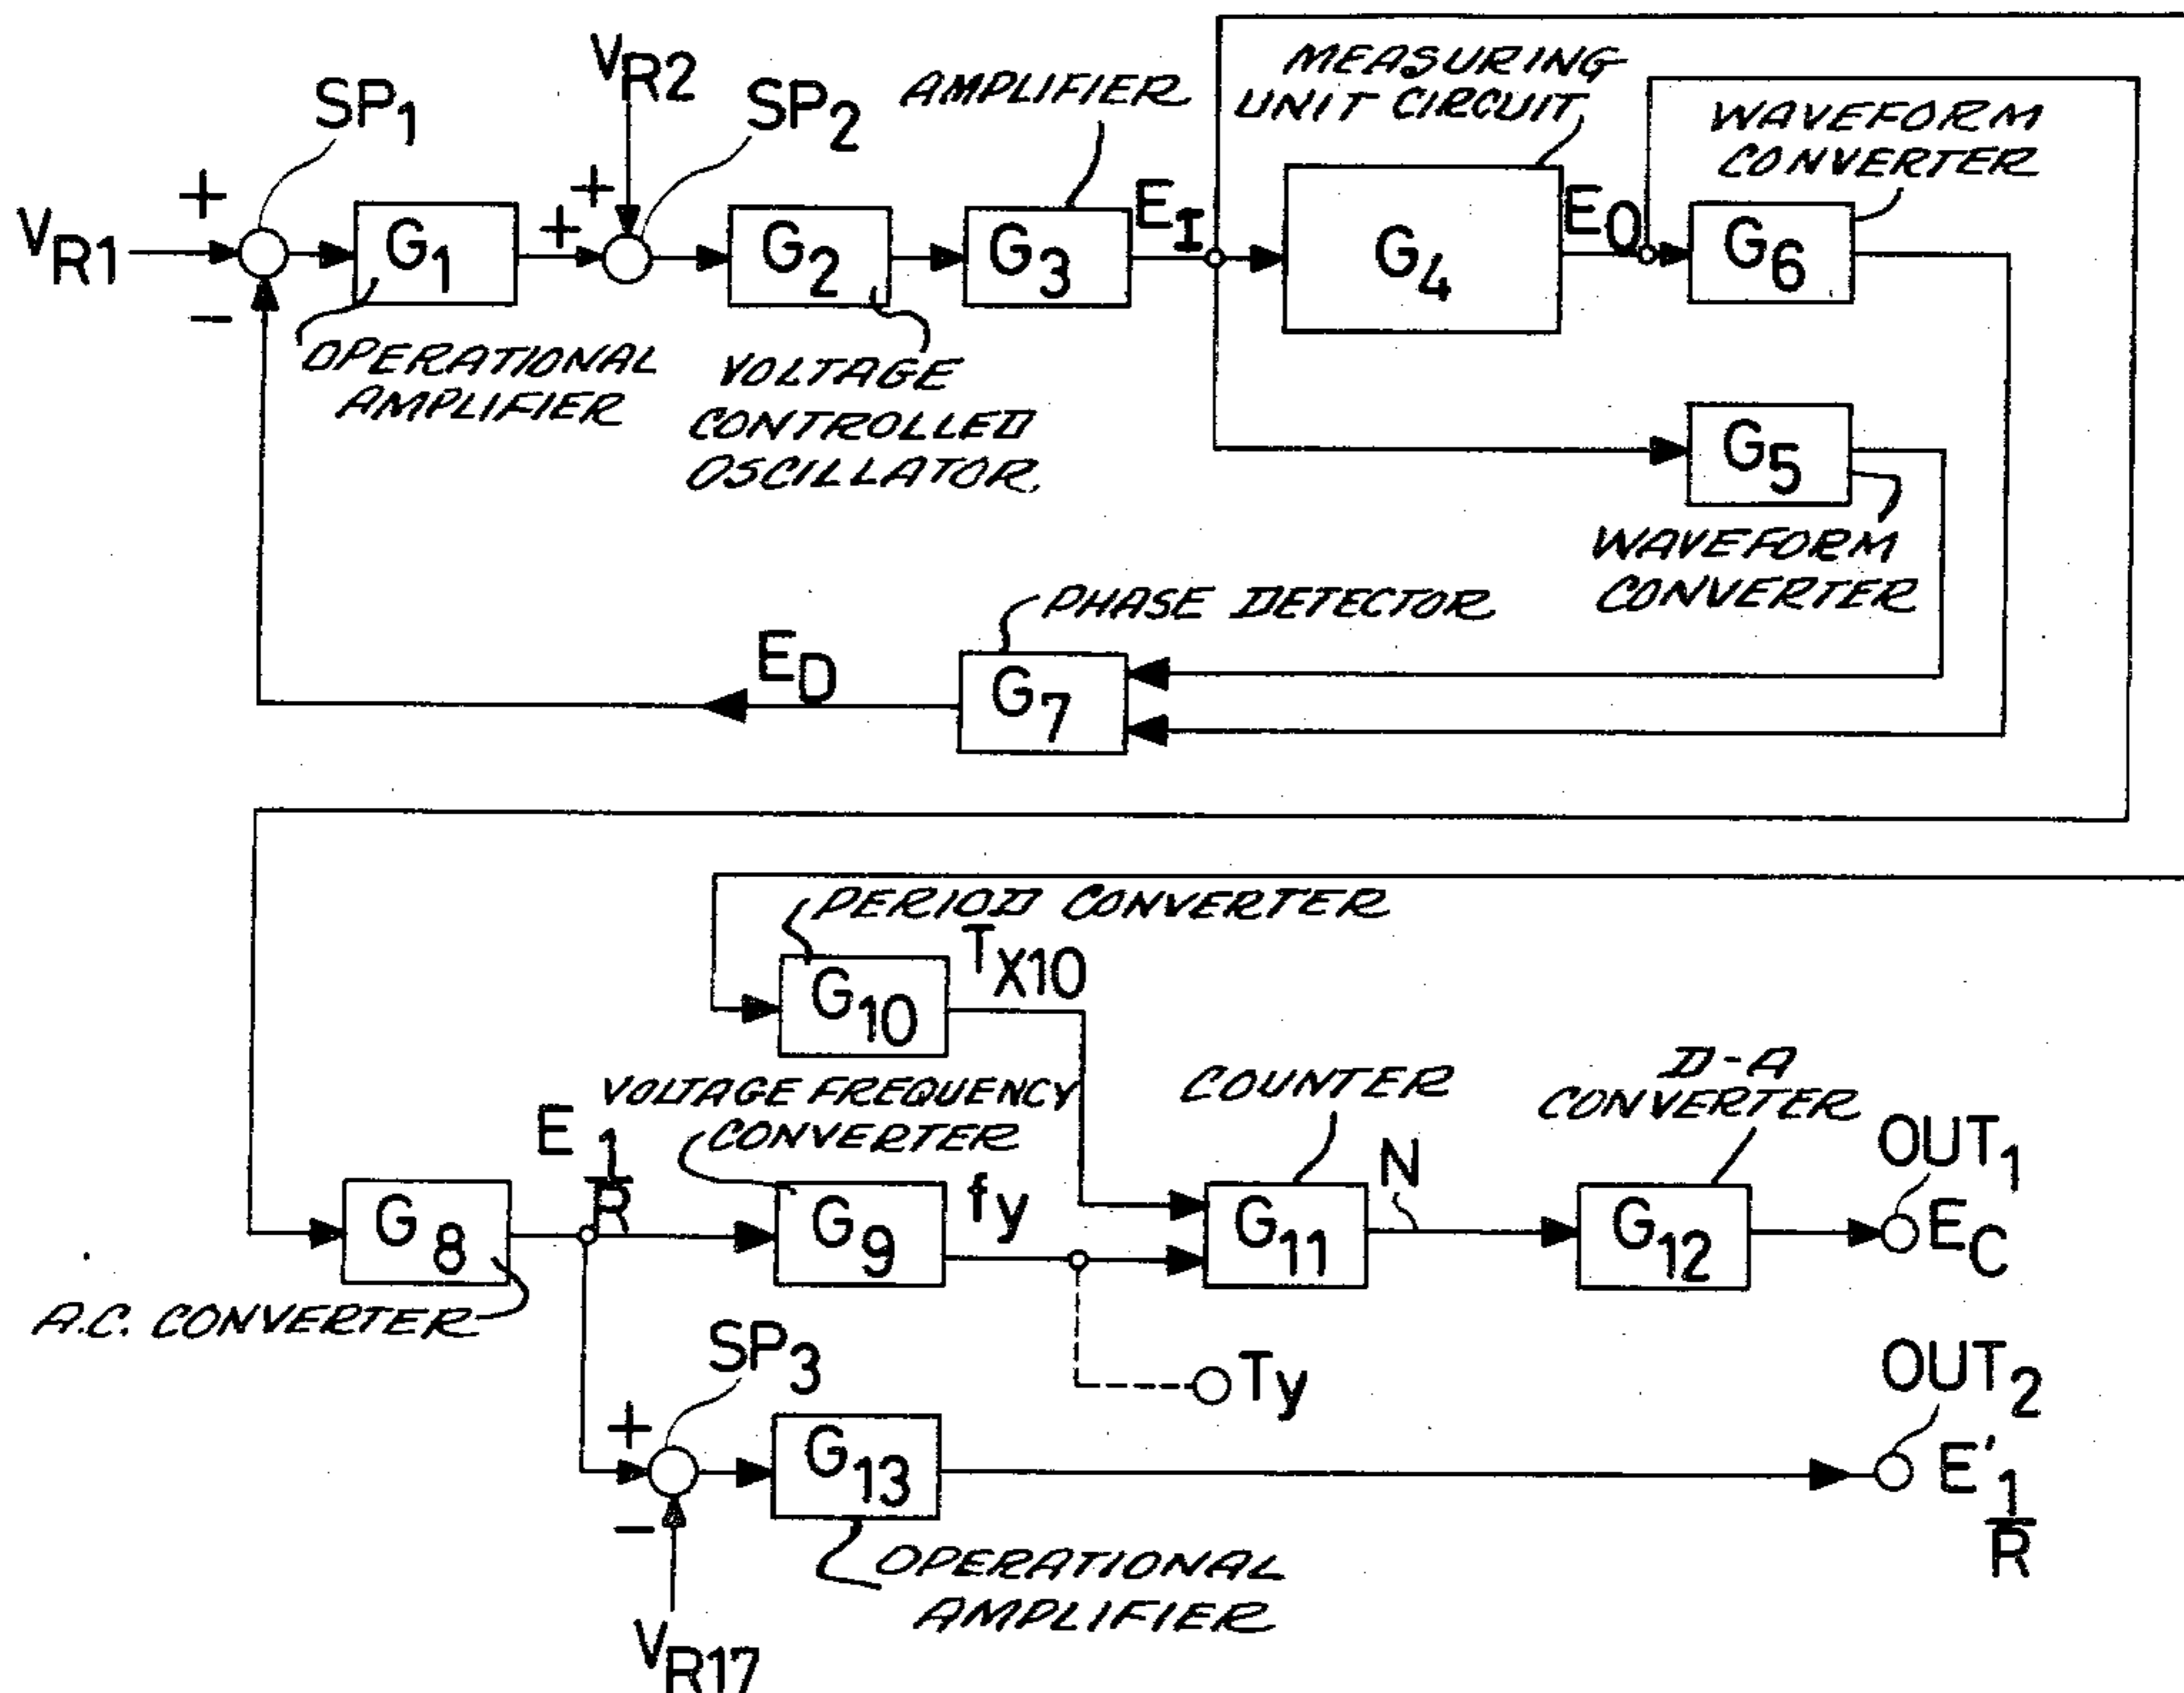 SP1
VR2
SP2
AMPLIFIER
MEASURING
UNIT CIRCUIT
WAVEFORM
CONVERTER
+
+
+
VR1
G1
G2
G3
EI
G4
EO
G6
−
OPERATIONAL
AMPLIFIER
VOLTAGE
CONTROLLED
OSCILLATOR
G5
WAVEFORM
CONVERTER
PHASE DETECTOR
ED
G7
PERIOD CONVERTER
TX10
G10
VOLTAGE FREQUENCY
CONVERTER
COUNTER
D-A
CONVERTER
E 1/R
fy
N
OUT1
G8
G9
G11
G12
EC
A.C. CONVERTER
SP3
Ty
OUT2
+
G13
E' 1/R
−
OPERATIONAL
AMPLIFIER
VR17